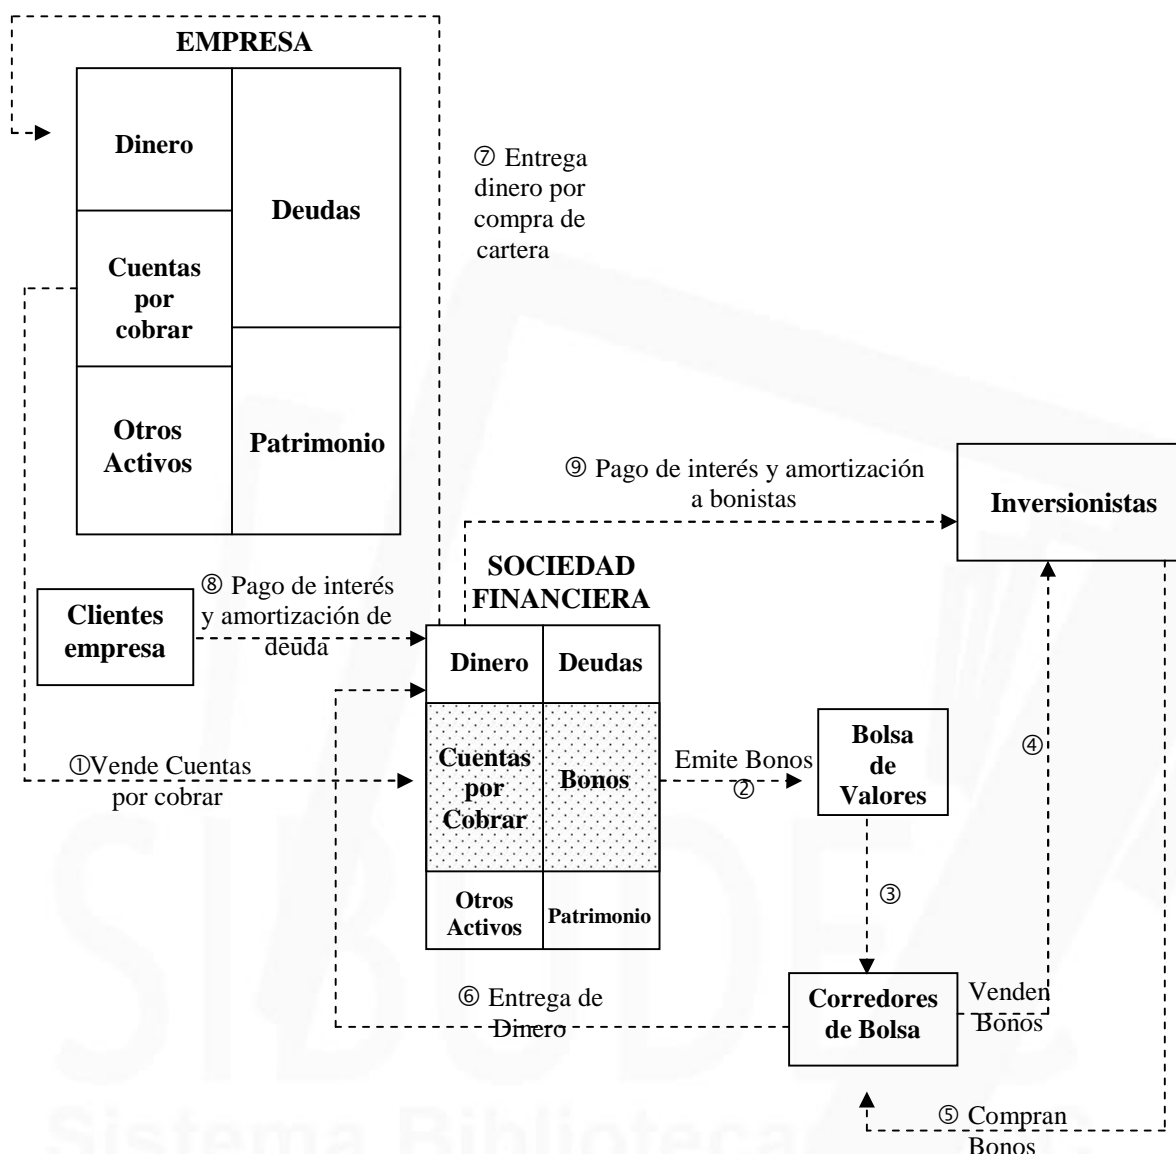 EMPRESA
Dinero
Deudas
Cuentas
por
cobrar
Otros
Activos
Patrimonio
⑦ Entrega
dinero por
compra de
cartera
⑨ Pago de interés y amortización
a bonistas
Inversionistas
SOCIEDAD
FINANCIERA
⑧ Pago de interés
y amortización de
deuda
Clientes
empresa
Dinero
Deudas
Cuentas
por
Cobrar
Bonos
Otros
Activos
Patrimonio
①Vende Cuentas
por cobrar
Emite Bonos
②
Bolsa
de
Valores
③
④
Corredores
de Bolsa
Venden
Bonos
⑥ Entrega de
Dinero
⑤ Compran
Bonos
SIBUDE
Sistema Biblioteca